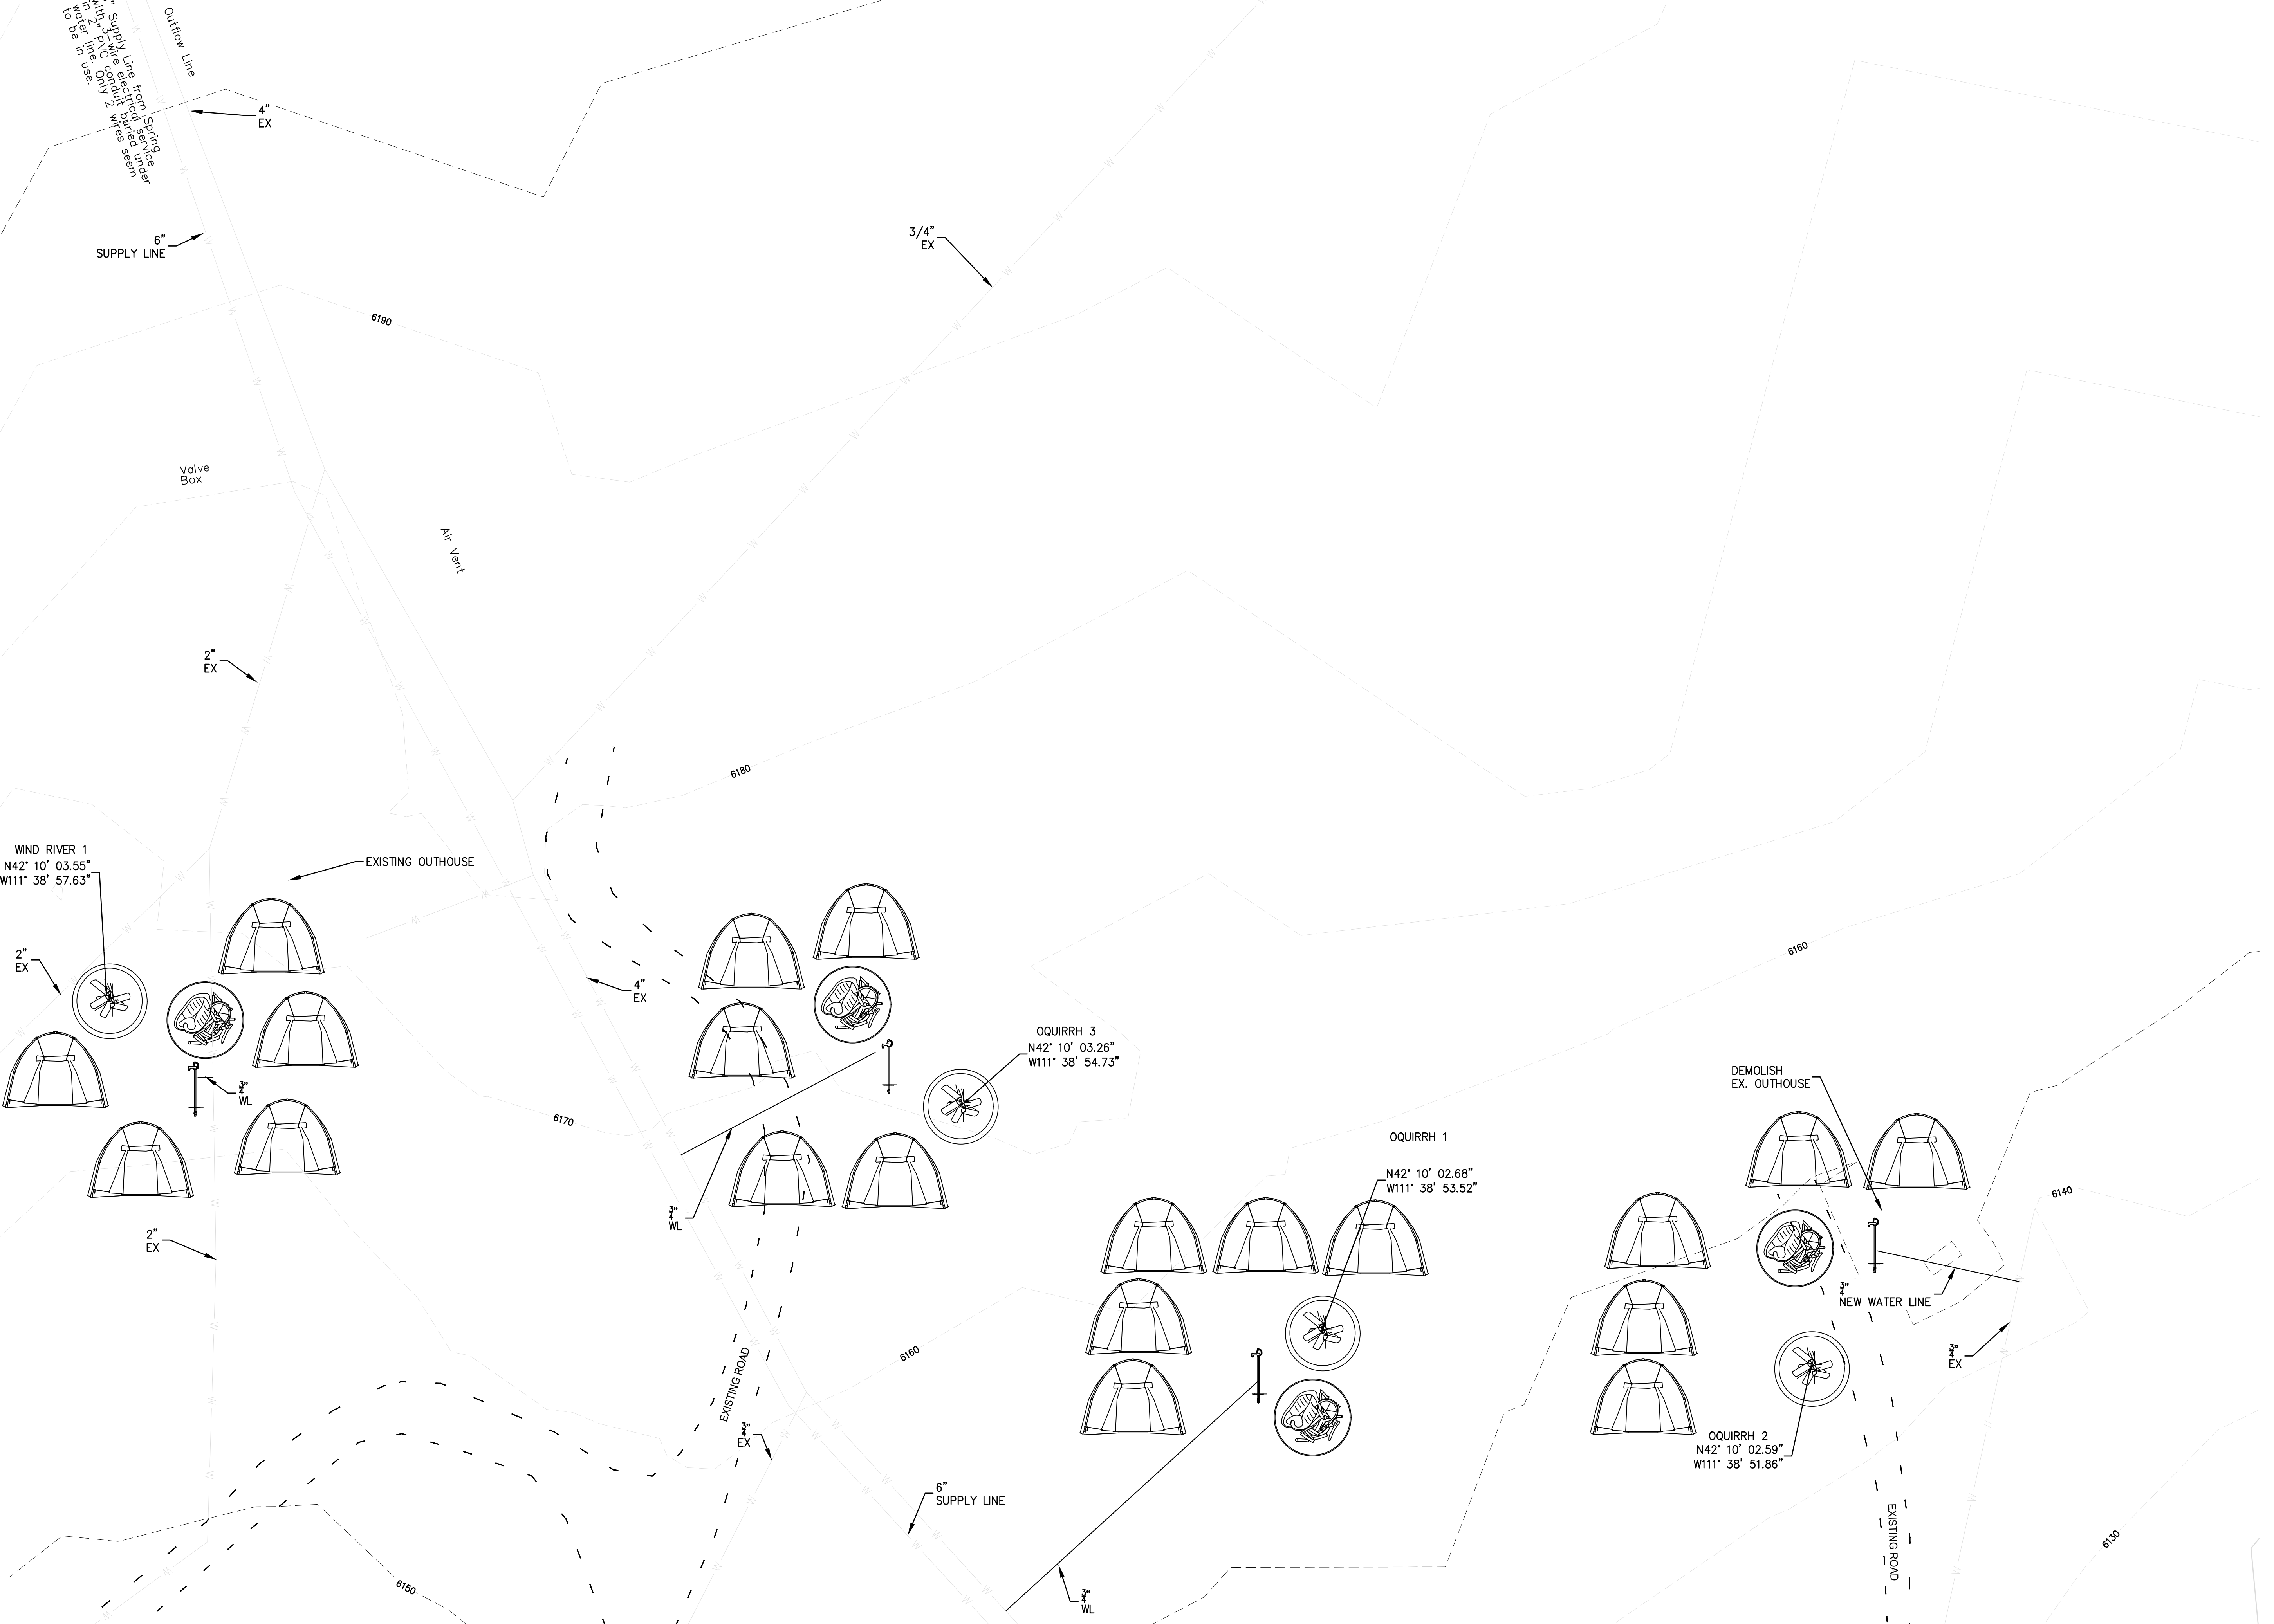 Outflow Line
" Supply Line from Spring
with 3-wire electrical service
in 2" PVC conduit buried under
water line. Only 2 wires seem
to be in use.
4"
EX
6"
SUPPLY LINE
3/4"
EX
6190
Valve
Box
Air Vent
2"
EX
6180
WIND RIVER 1
N42° 10' 03.55"
W111° 38' 57.63"
EXISTING OUTHOUSE
2"
EX
4"
EX
3/4"
WL
6170
OQUIRRH 3
N42° 10' 03.26"
W111° 38' 54.73"
3/4"
WL
6160
DEMOLISH
EX. OUTHOUSE
OQUIRRH 1
N42° 10' 02.68"
W111° 38' 53.52"
6140
2"
EX
3/4"
NEW WATER LINE
3/4"
EX
6160
EXISTING ROAD
3/4"
EX
OQUIRRH 2
N42° 10' 02.59"
W111° 38' 51.86"
6"
SUPPLY LINE
EXISTING ROAD
6130
6150
3/4"
WL